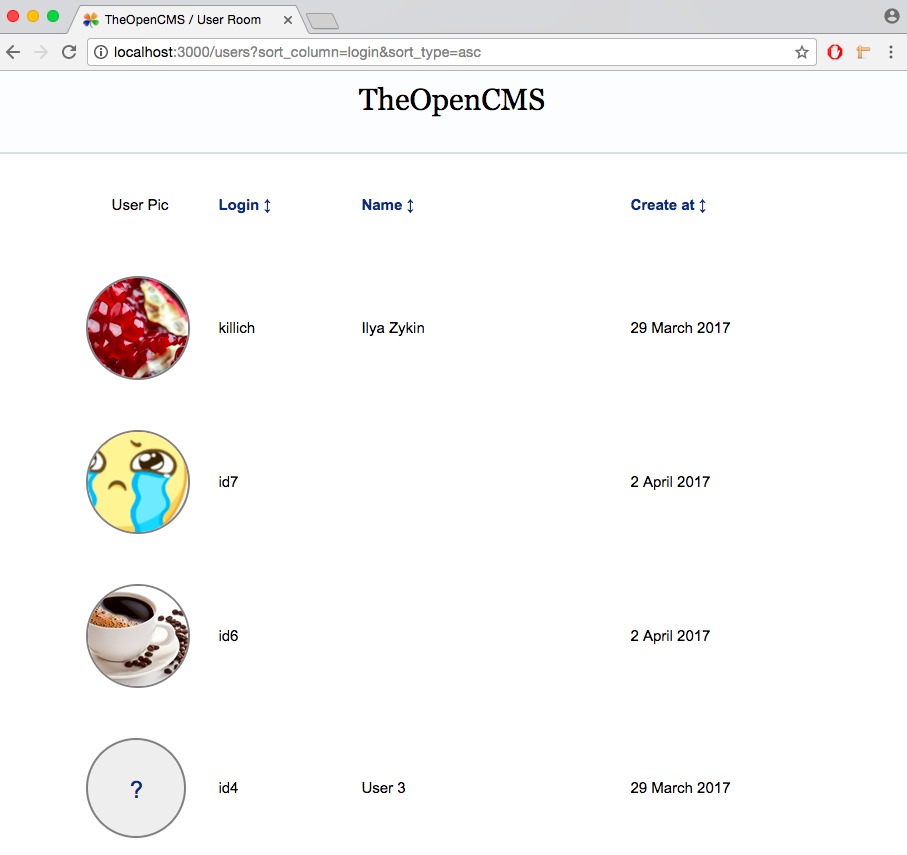 TheOpenCMS / User Room
localhost:3000/users?sort_column=login&sort_type=asc
TheOpenCMS
User Pic Login ↕ Name ↕ Create at ↕
killich Ilya Zykin 29 March 2017
id7 2 April 2017
id6 2 April 2017
? id4 User 3 29 March 2017